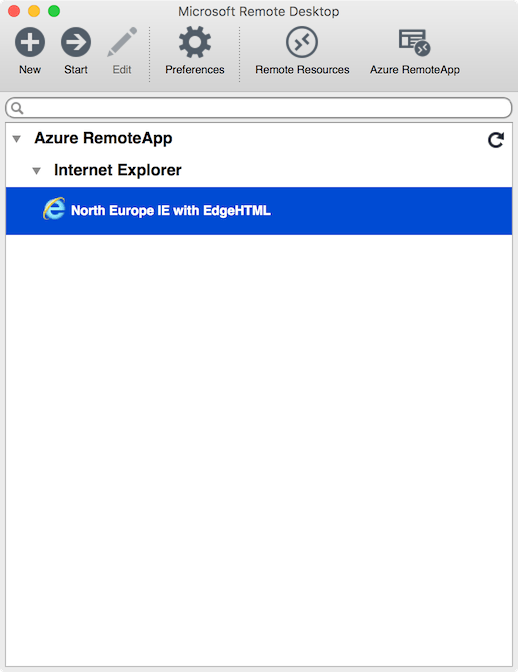 Microsoft Remote Desktop
New Start Edit Preferences Remote Resources Azure RemoteApp
Azure RemoteApp
Internet Explorer
North Europe IE with EdgeHTML